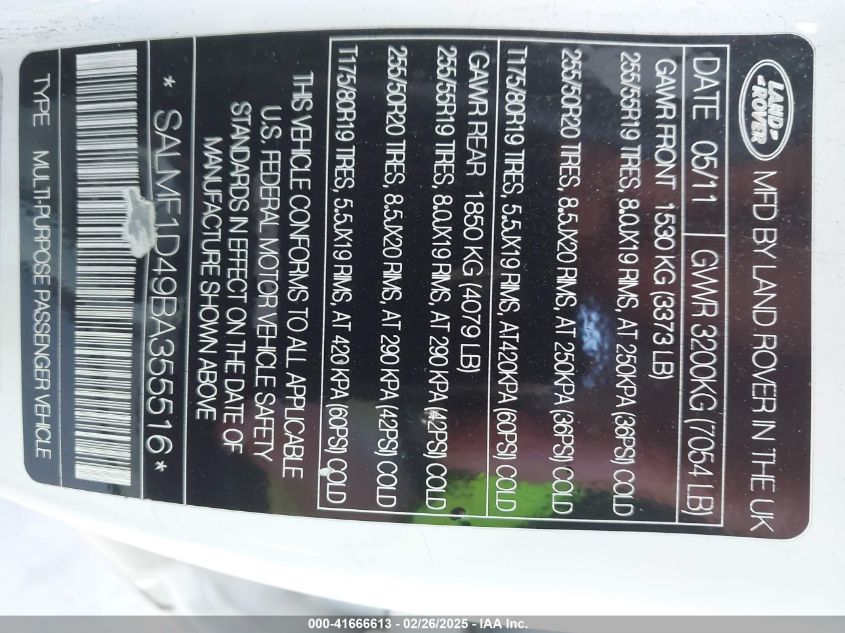 LAND-
-ROVER
MFD BY LAND ROVER IN THE UK
DATE 05/11 GVWR 3200KG (7054 LB)
GAWR FRONT 1530 KG (3373 LB)
255/55R19 TIRES, 8.0JX19 RIMS, AT 250KPA (36PSI) COLD
255/50R20 TIRES, 8.5JX20 RIMS, AT 250KPA (36PSI) COLD
T175/80R19 TIRES, 5.5JX19 RIMS, AT420KPA (60PSI) COLD
GAWR REAR 1850 KG (4079 LB)
255/55R19 TIRES, 8.0JX19 RIMS, AT 290 KPA (42PSI) COLD
255/50R20 TIRES, 8.5JX20 RIMS, AT 290 KPA (42PSI) COLD
T175/80R19 TIRES, 5.5JX19 RIMS, AT 420 KPA (60PSI) COLD
THIS VEHICLE CONFORMS TO ALL APPLICABLE
U.S. FEDERAL MOTOR VEHICLE SAFETY
STANDARDS IN EFFECT ON THE DATE OF
MANUFACTURE SHOWN ABOVE
* SALMF1D49BA355516 *
TYPE MULTI-PURPOSE PASSENGER VEHICLE
000-41666613 - 02/26/2025 - IAA Inc.